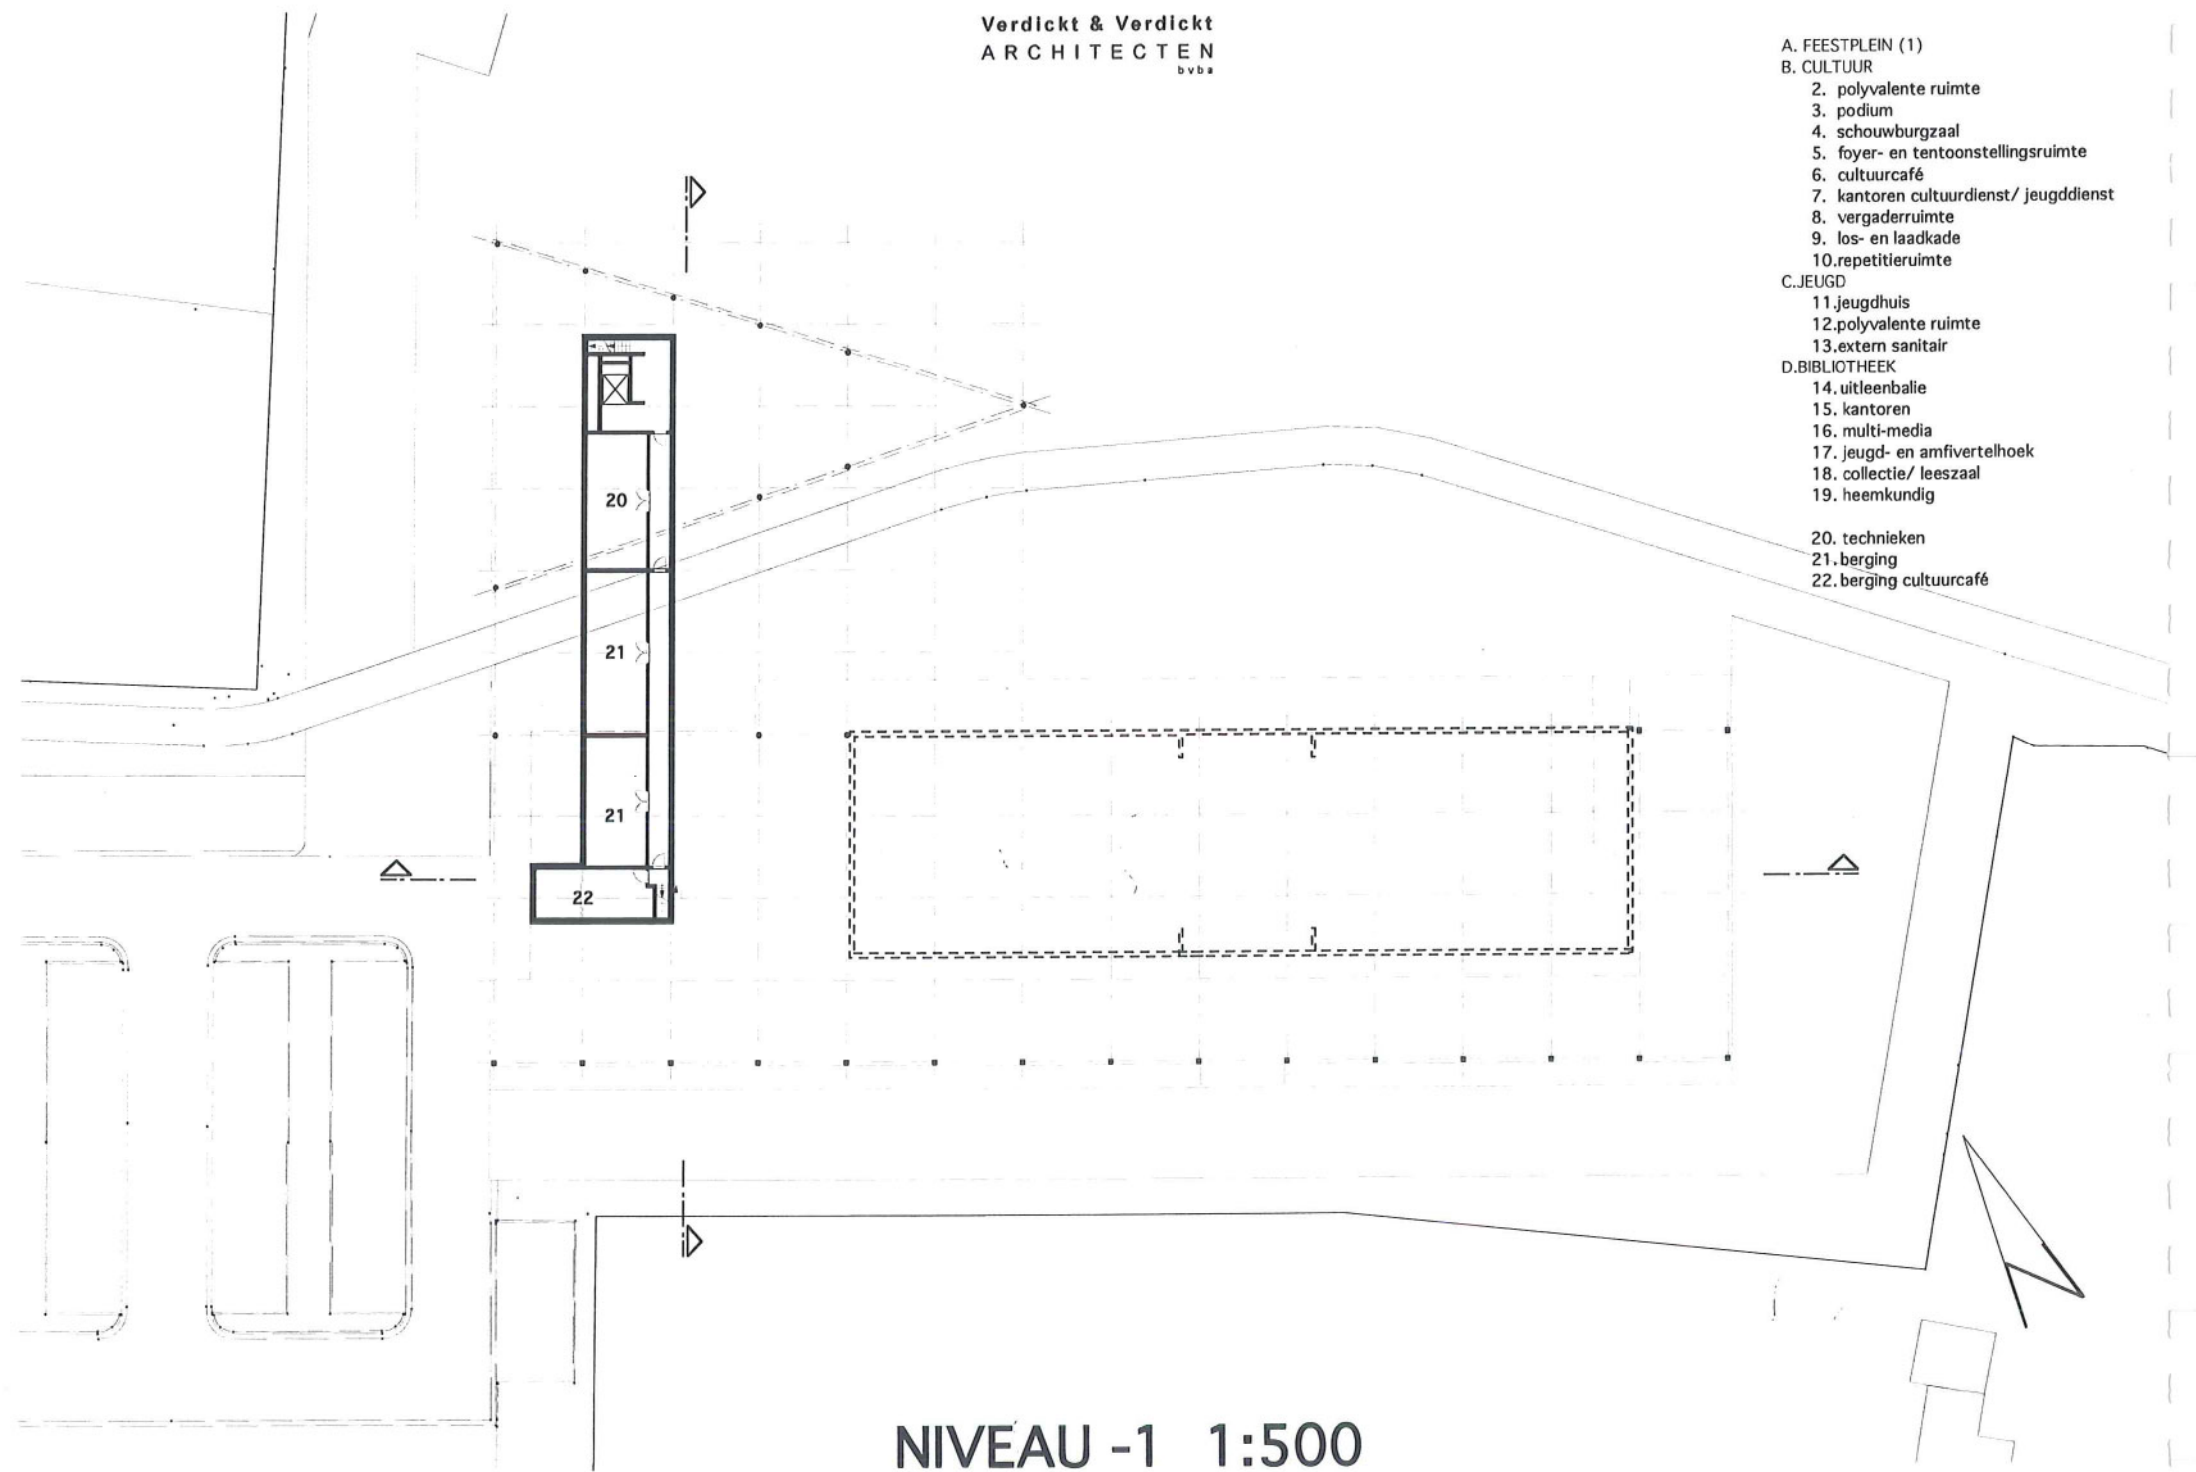 Verdickt & Verdickt
ARCHITECTEN
bvba
A. FEESTPLEIN (1)
B. CULTUUR
2. polyvalente ruimte
3. podium
4. schouwburgzaal
5. foyer- en tentoonstellingsruimte
6. cultuurcafé
7. kantoren cultuurdienst/ jeugddienst
8. vergaderruimte
9. los- en laadkade
10.repetitieruimte
C.JEUGD
11.jeugdhuis
12.polyvalente ruimte
13.extern sanitair
D.BIBLIOTHEEK
14. uitleenbalie
15. kantoren
16. multi-media
17. jeugd- en amfivertelhoek
18. collectie/ leeszaal
19. heemkundig
20. technieken
21. berging
22. berging cultuurcafé
20
21
21
22
NIVEAU -1 1:500